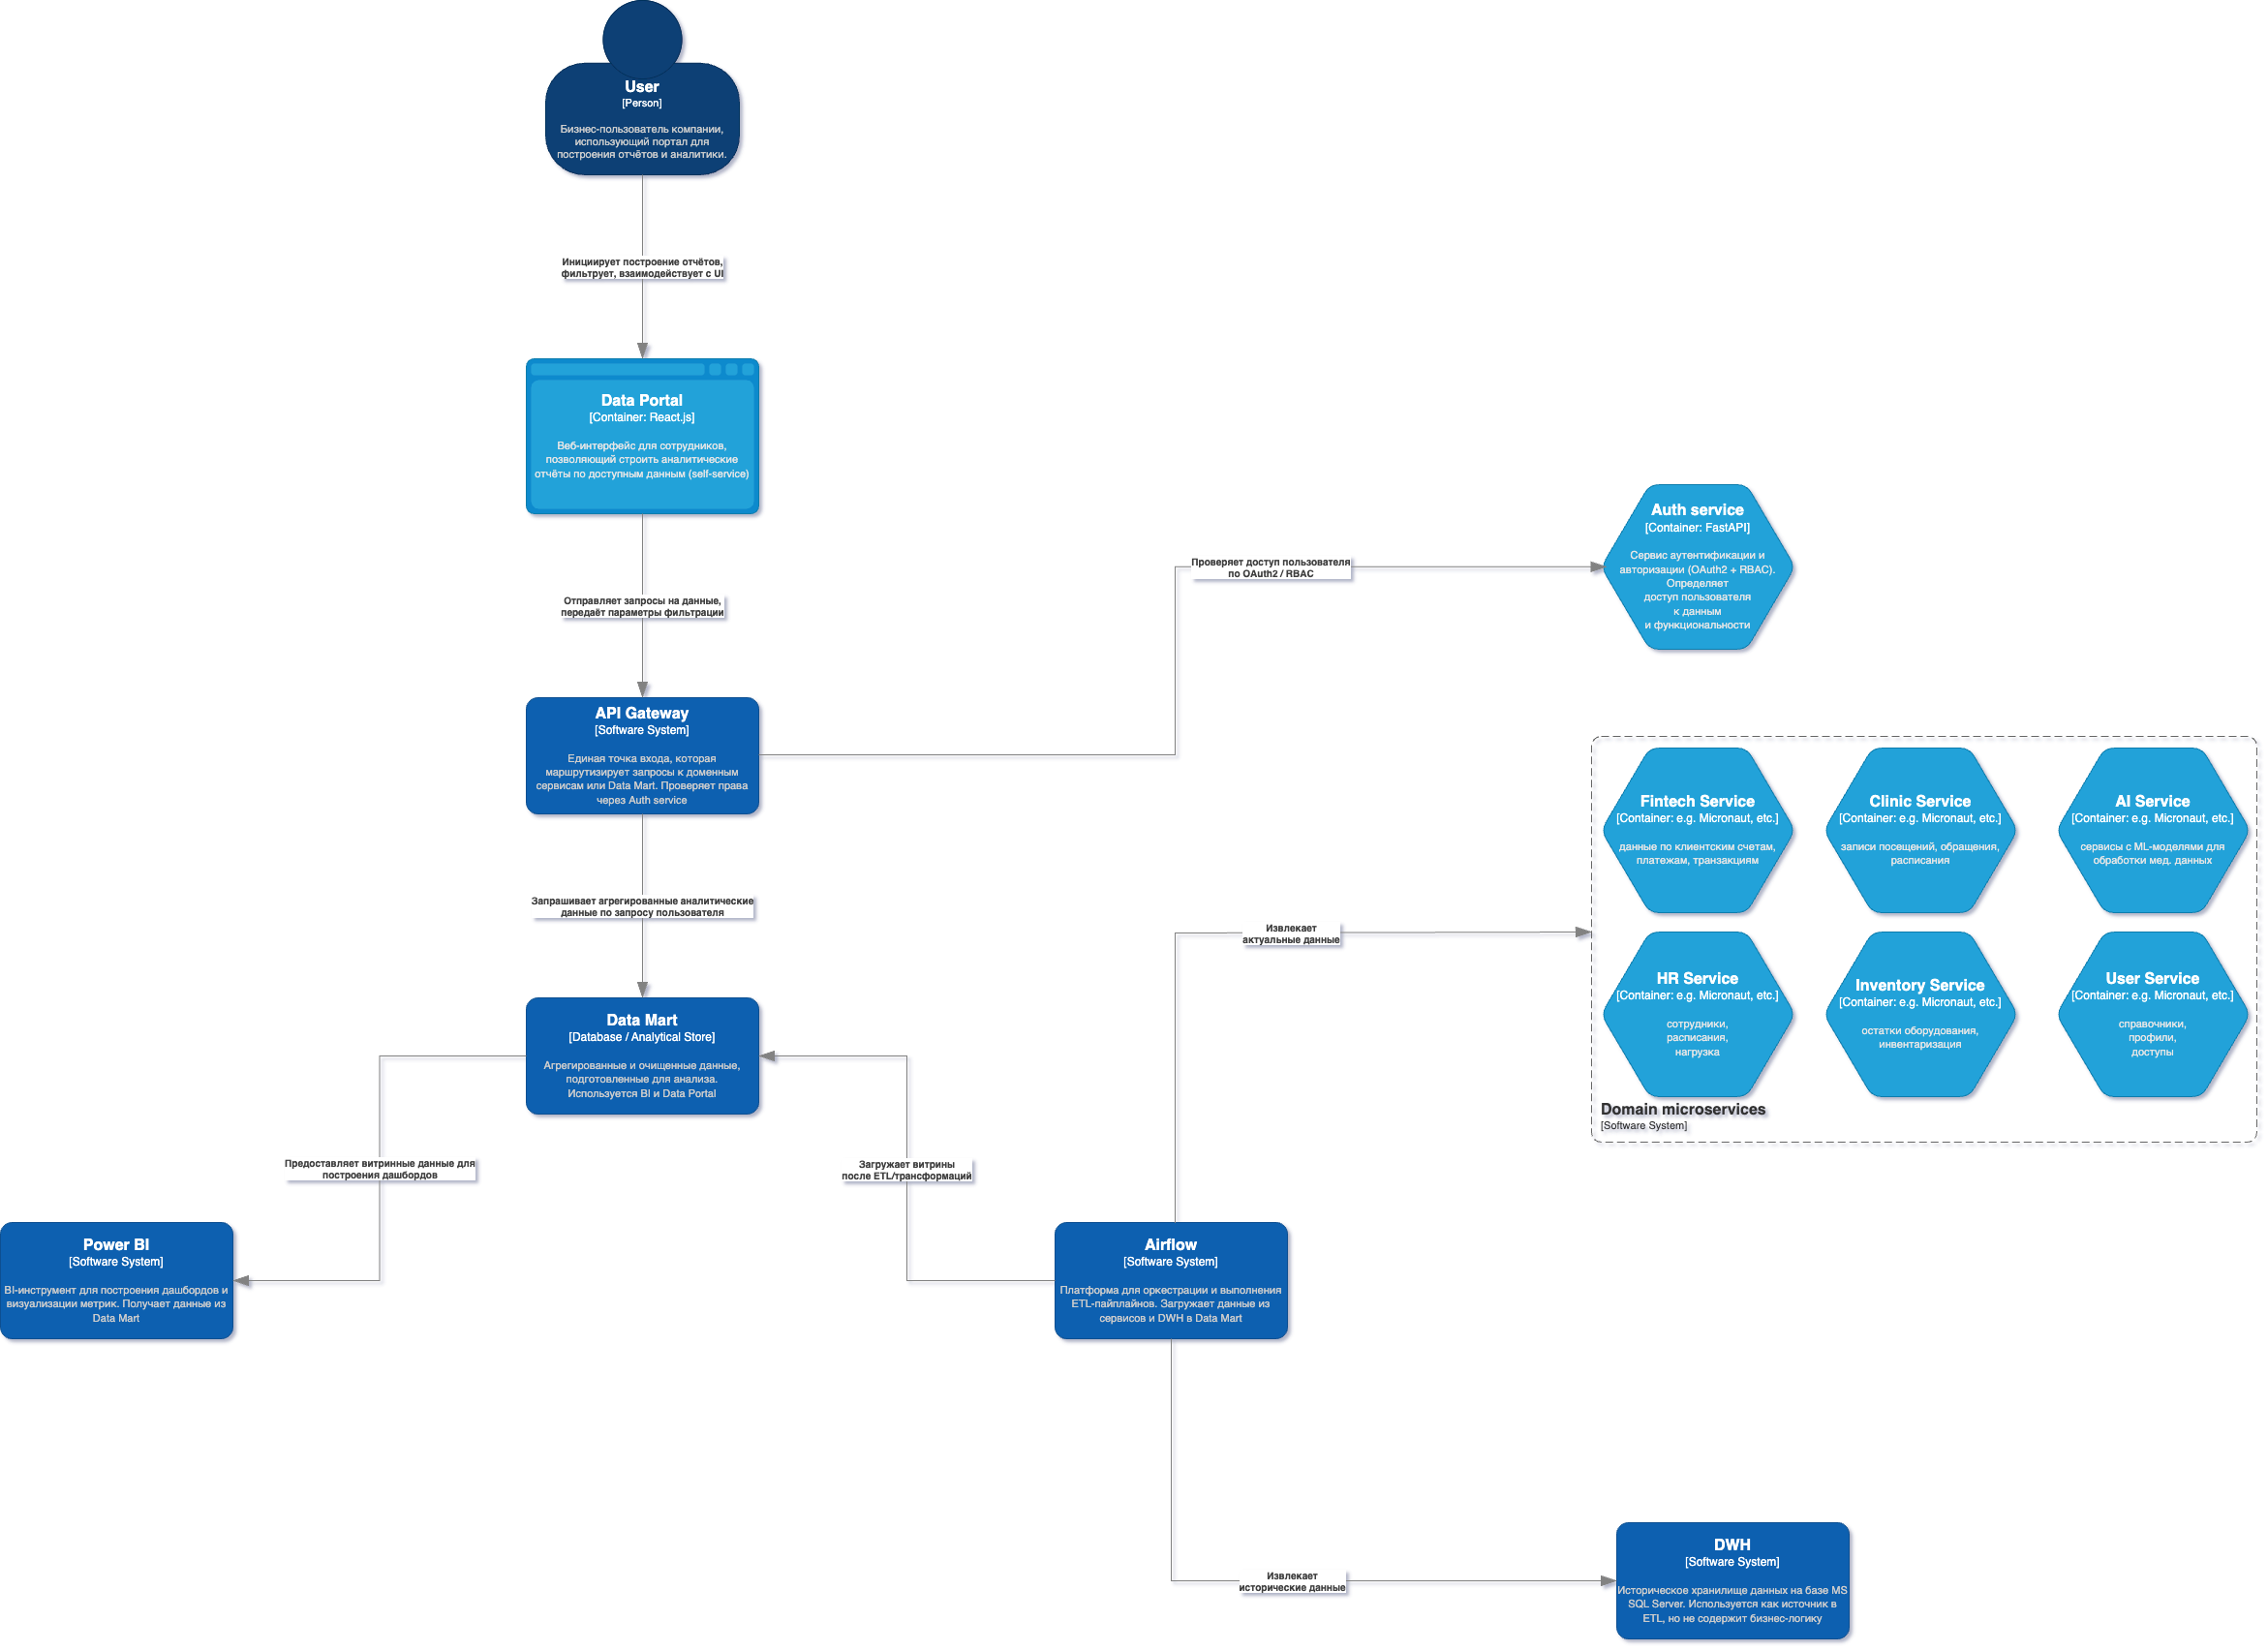 User
[Person]
Бизнес-пользователь компании,
использующий портал для
построения отчётов и аналитики.
Инициирует построение отчётов,
фильтрует, взаимодействует с UI
Data Portal
[Container: React.js]
Веб-интерфейс для сотрудников,
позволяющий строить аналитические
отчёты по доступным данным (self-service)
Auth service
[Container: FastAPI]
Сервис аутентификации и
авторизации (OAuth2 + RBAC).
Определяет
доступ пользователя
к данным
и функциональности
Проверяет доступ пользователя
по OAuth2 / RBAC
Отправляет запросы на данные,
передаёт параметры фильтрации
API Gateway
[Software System]
Единая точка входа, которая
маршрутизирует запросы к доменным
сервисам или Data Mart. Проверяет права
через Auth service
Fintech Service
[Container: e.g. Micronaut, etc.]
данные по клиентским счетам,
платежам, транзакциям
Clinic Service
[Container: e.g. Micronaut, etc.]
записи посещений, обращения,
расписания
AI Service
[Container: e.g. Micronaut, etc.]
сервисы с ML-моделями для
обработки мед. данных
Запрашивает агрегированные аналитические
данные по запросу пользователя
Извлекает
актуальные данные
HR Service
[Container: e.g. Micronaut, etc.]
сотрудники,
расписания,
нагрузка
Inventory Service
[Container: e.g. Micronaut, etc.]
остатки оборудования,
инвентаризация
User Service
[Container: e.g. Micronaut, etc.]
справочники,
профили,
доступы
Domain microservices
[Software System]
Data Mart
[Database / Analytical Store]
Агрегированные и очищенные данные,
подготовленные для анализа.
Используется BI и Data Portal
Предоставляет витринные данные для
построения дашбордов
Загружает витрины
после ETL/трансформаций
Power BI
[Software System]
BI-инструмент для построения дашбордов и
визуализации метрик. Получает данные из
Data Mart
Airflow
[Software System]
Платформа для оркестрации и выполнения
ETL-пайплайнов. Загружает данные из
сервисов и DWH в Data Mart
Извлекает
исторические данные
DWH
[Software System]
Историческое хранилище данных на базе MS
SQL Server. Используется как источник в
ETL, но не содержит бизнес-логику